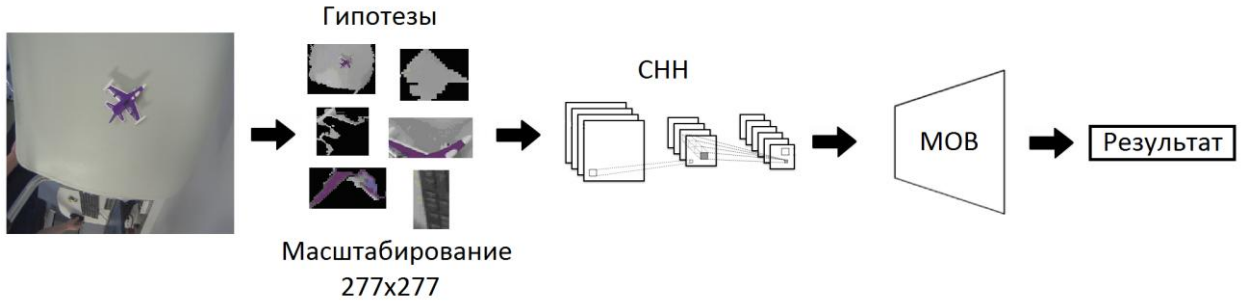 Гипотезы
СНН
МОВ
Результат
Масштабирование
277x277